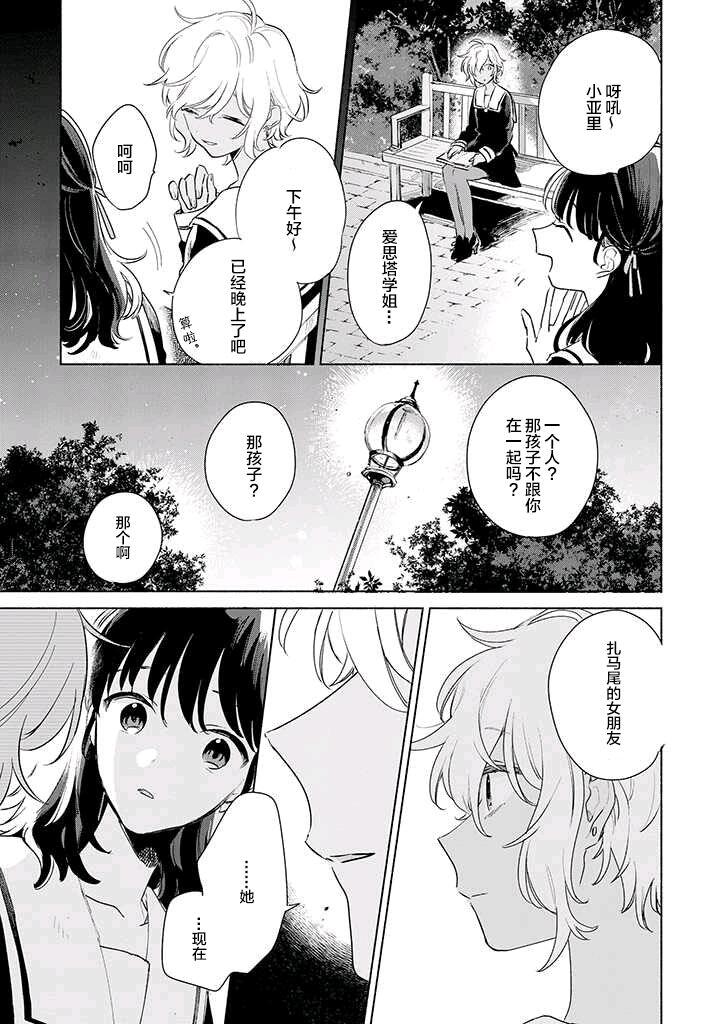 呀吼～
小亚里
爱思塔学姐…
下午好～
已经晚上了吧
算啦。
呵呵
一个人？
那孩子不跟你
在一起吗？
那孩子？
那个啊
扎马尾的女朋友
……她
…现在